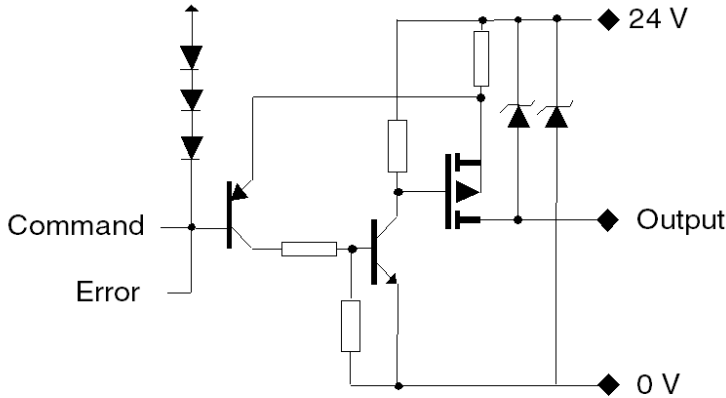 24 V
Command
Output
Error
0 V